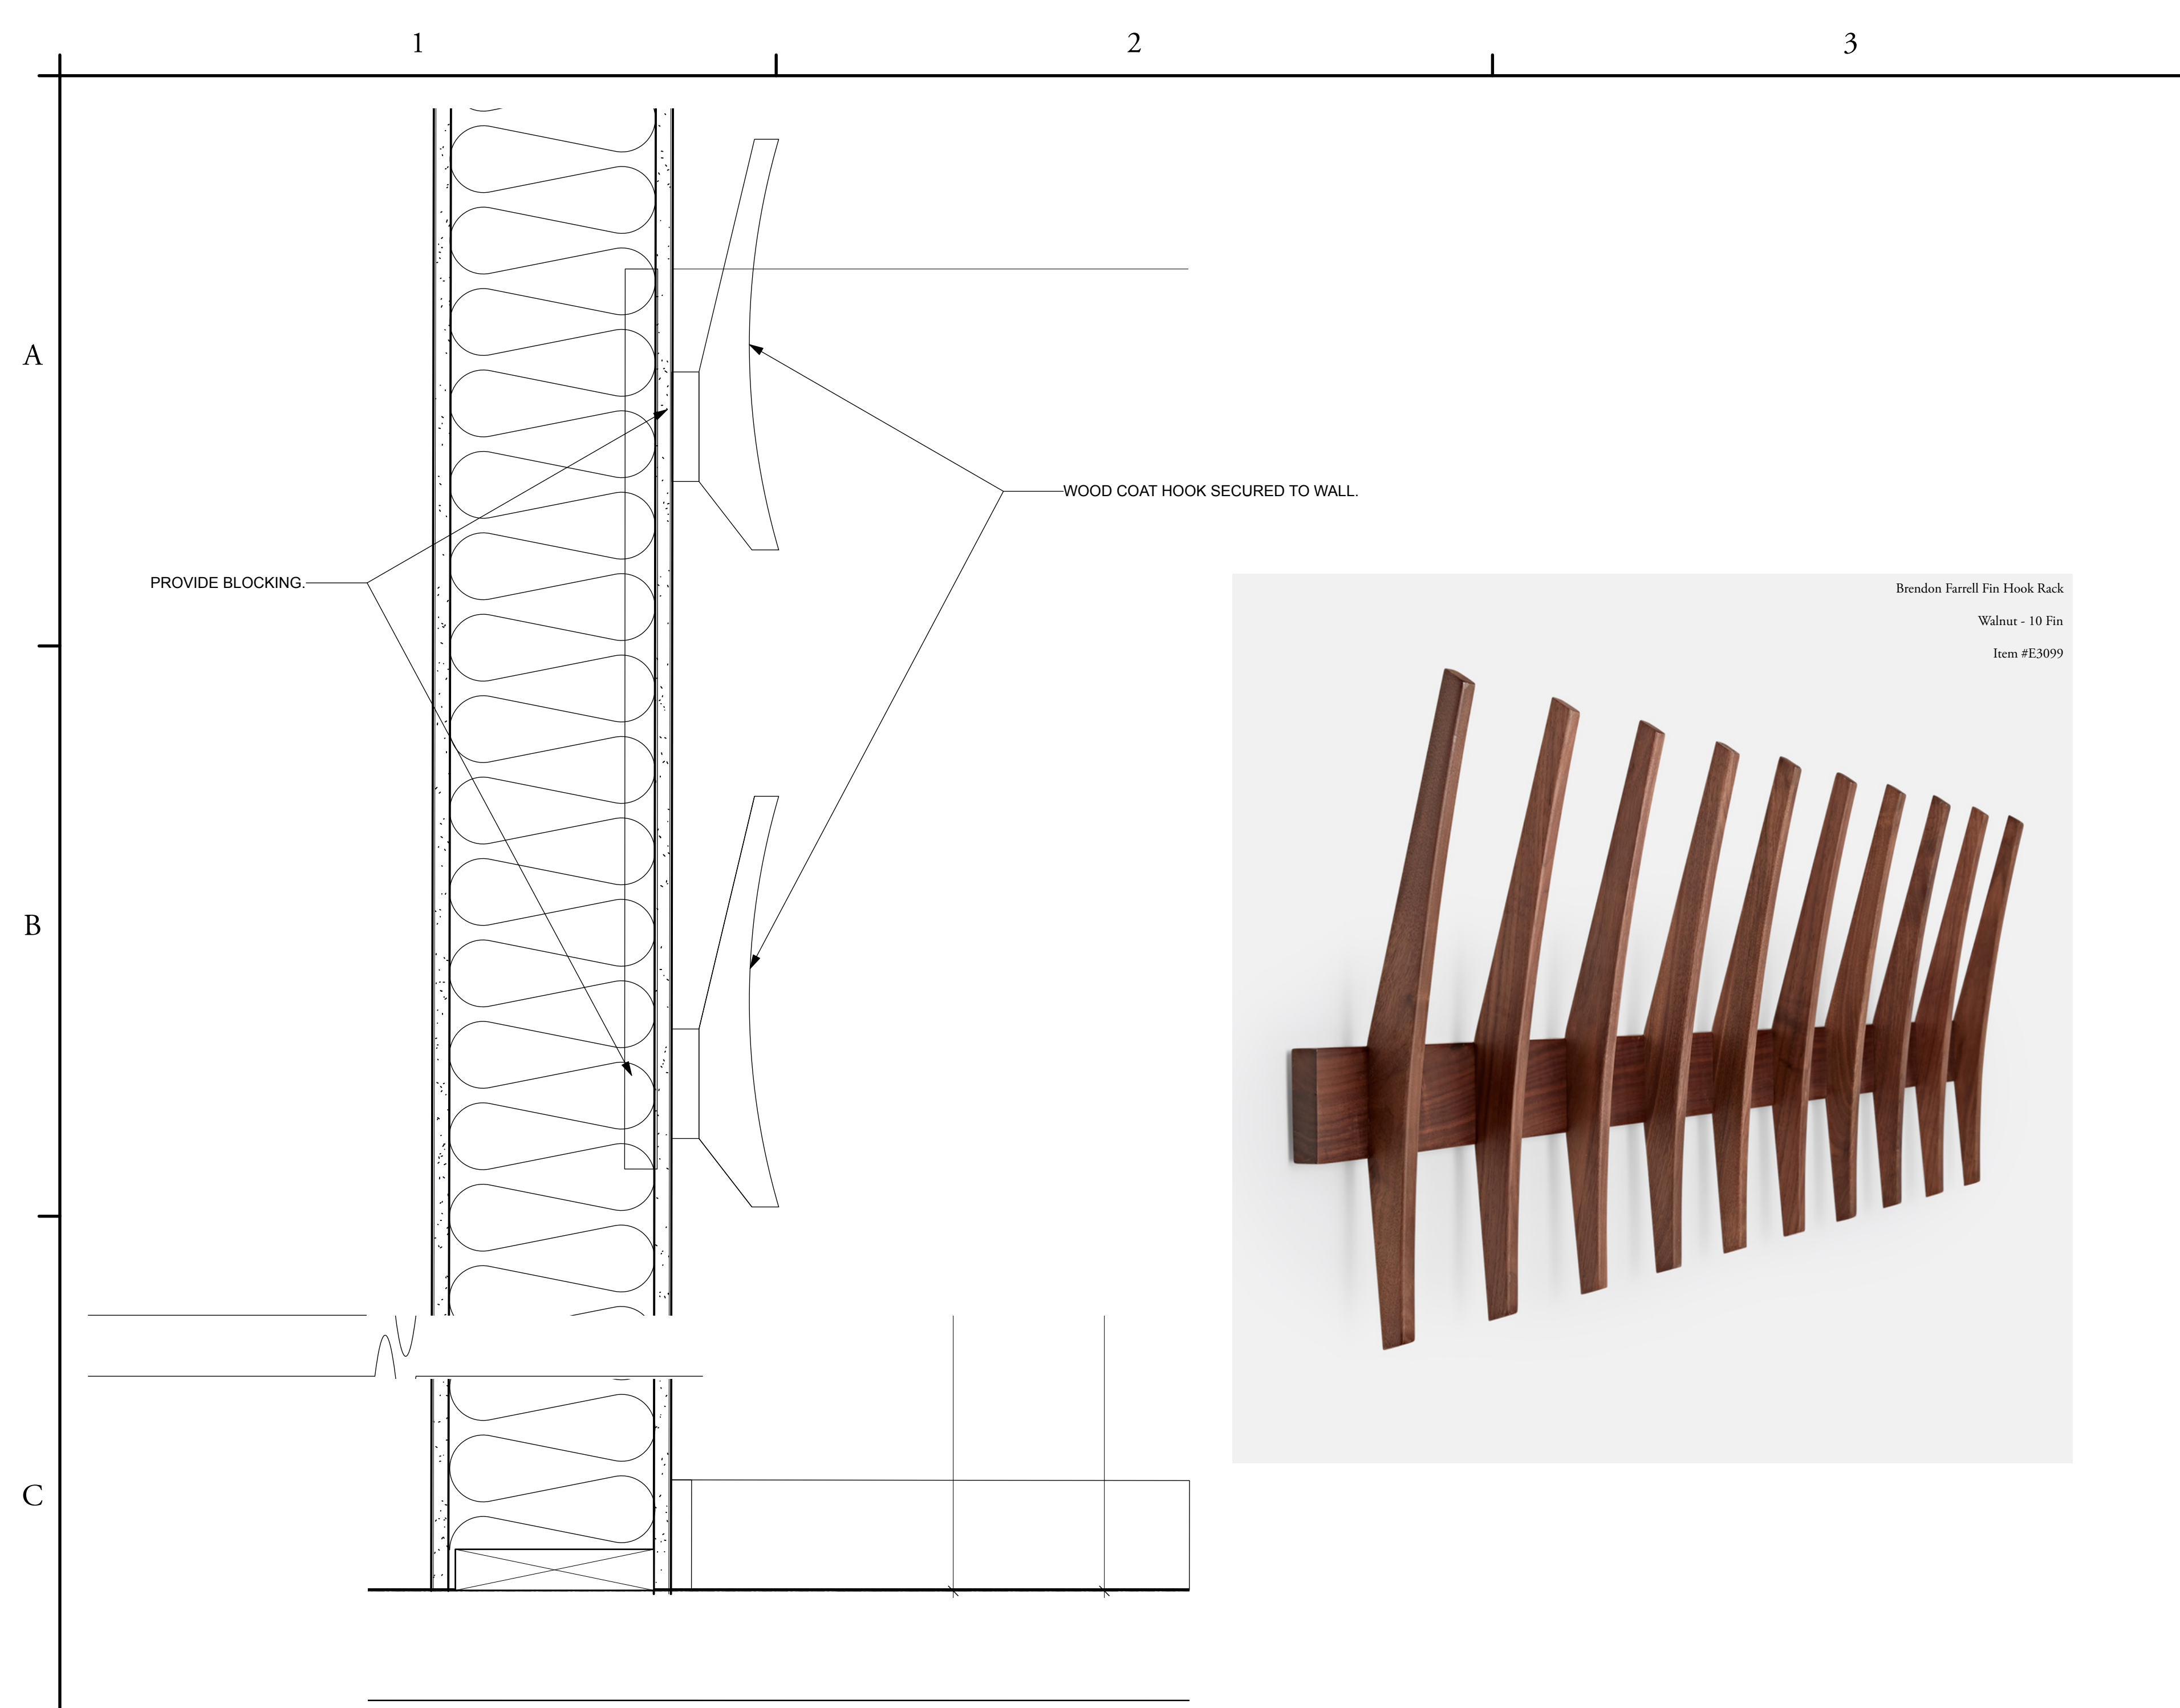 1
2
3
A
WOOD COAT HOOK SECURED TO WALL.
PROVIDE BLOCKING.
Brendon Farrell Fin Hook Rack
Walnut - 10 Fin
Item #E3099
B
C